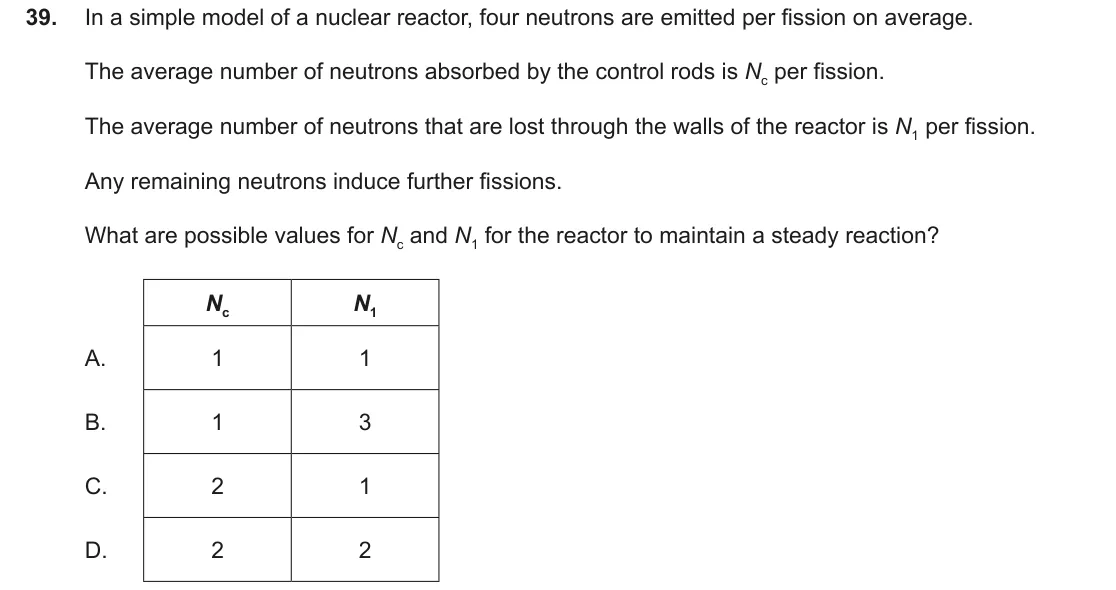 39. In a simple model of a nuclear reactor, four neutrons are emitted per fission on average.
The average number of neutrons absorbed by the control rods is Nc per fission.
The average number of neutrons that are lost through the walls of the reactor is N1 per fission.
Any remaining neutrons induce further fissions.
What are possible values for Nc and N1 for the reactor to maintain a steady reaction?
Nc N1
A. 1 1
B. 1 3
C. 2 1
D. 2 2